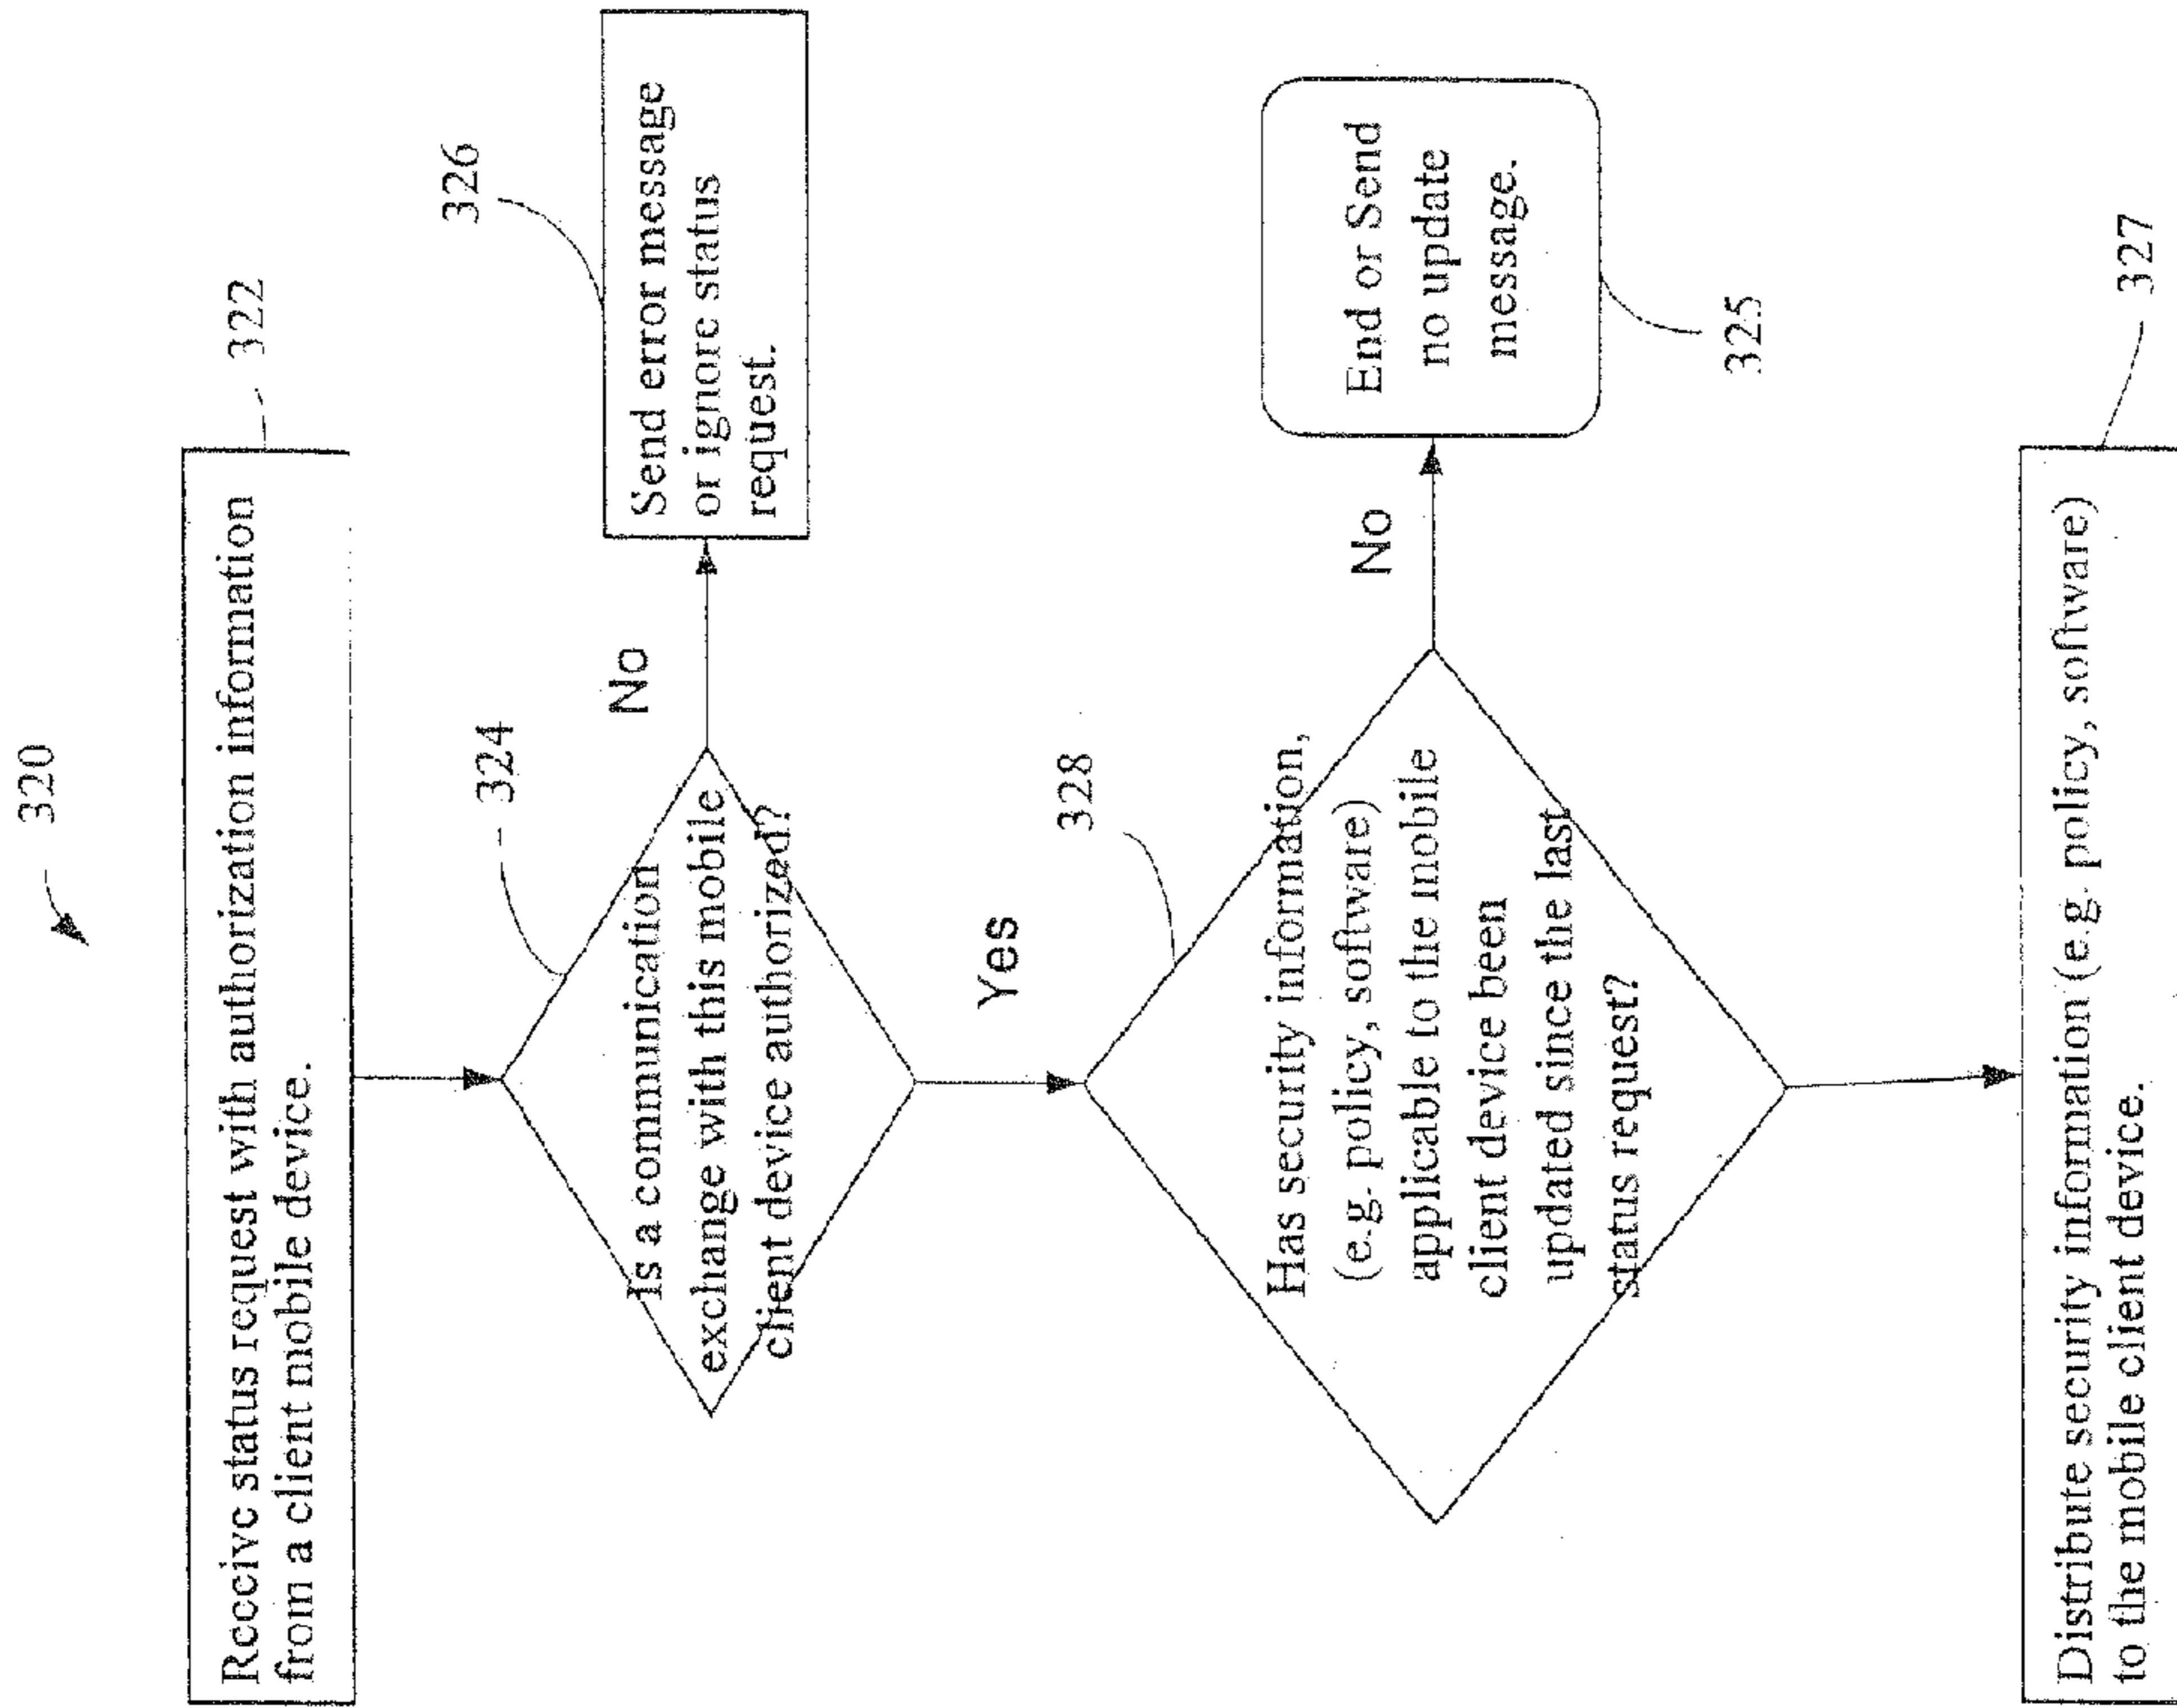 320
322
Receive status request with authorization information
from a client mobile device.
324
Is a communication
exchange with this mobile
client device authorized?
No
326
Send error message
or ignore status
request.
Yes
328
Has security information,
(e.g. policy, software)
applicable to the mobile
client device been
updated since the last
status request?
No
End or Send
no update
message.
325
327
Distribute security information (e.g. policy, software)
to the mobile client device.